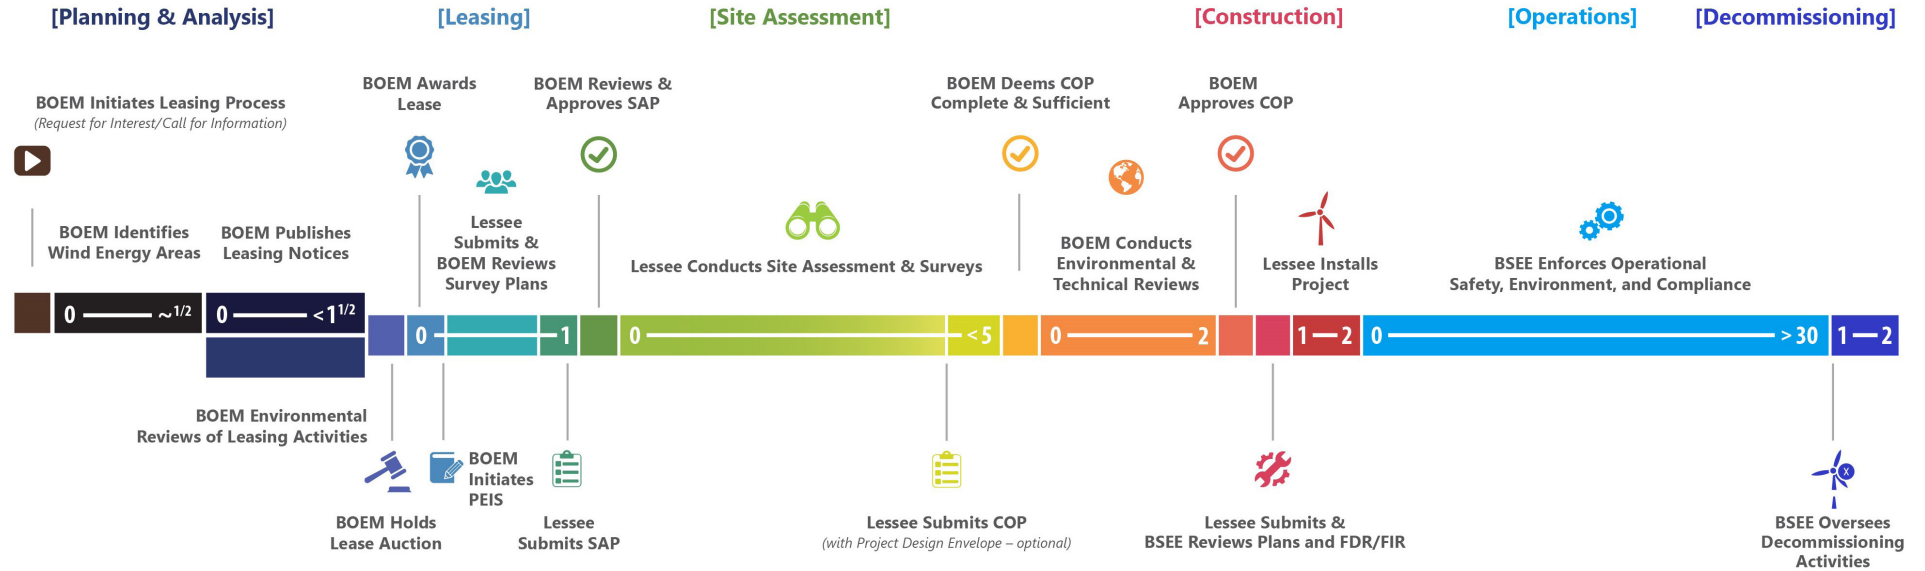 [Planning & Analysis]
[Leasing]
[Site Assessment]
[Construction]
[Operations]
[Decommissioning]
BOEM Initiates Leasing Process
(Request for Interest/Call for Information)
BOEM Awards
Lease
BOEM Reviews &
Approves SAP
BOEM Deems COP
Complete & Sufficient
BOEM
Approves COP
BOEM Identifies
Wind Energy Areas
BOEM Publishes
Leasing Notices
Lessee
Submits &
BOEM Reviews
Survey Plans
Lessee Conducts Site Assessment & Surveys
BOEM Conducts
Environmental &
Technical Reviews
Lessee Installs
Project
BSEE Enforces Operational
Safety, Environment, and Compliance
0 ~1/2
0 <1 1/2
0 1
0 <5
0 2
1 2
0 >30
1 2
BOEM Environmental
Reviews of Leasing Activities
BOEM Holds
Lease Auction
BOEM
Initiates
PEIS
Lessee
Submits SAP
Lessee Submits COP
(with Project Design Envelope – optional)
Lessee Submits &
BSEE Reviews Plans and FDR/FIR
X
BSEE Oversees
Decommissioning
Activities